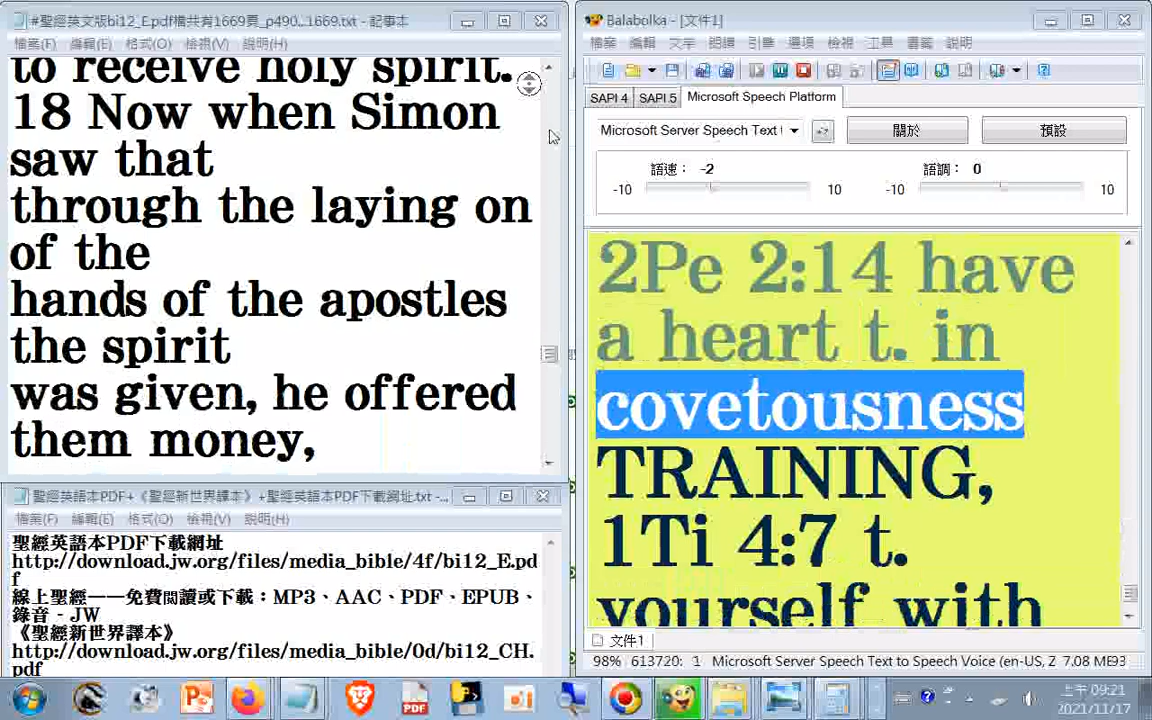 #聖經英文版bi12_E.pdf檔共有1669頁_p490...1669.txt - 記事本
檔案(F) 編輯(E) 格式(O) 檢視(V) 說明(H)
to receive holy spirit.
18 Now when Simon
saw that
through the laying on
of the
hands of the apostles
the spirit
was given, he offered
them money,
聖經英語本PDF+《聖經新世界譯本》+聖經英語本PDF下載網址.txt -...
檔案(F) 編輯(E) 格式(O) 檢視(V) 說明(H)
聖經英語本PDF下載網址
http://download.jw.org/files/media_bible/4f/bi12_E.pd
f
線上聖經──免費閱讀或下載：MP3、AAC、PDF、EPUB、
錄音 - JW
《聖經新世界譯本》
http://download.jw.org/files/media_bible/0d/bi12_CH.
pdf
Balabolka - [文件1]
檔案 編輯 文字 朗讀 引擎 選項 檢視 工具 書籤 說明
SAPI 4 SAPI 5 Microsoft Speech Platform
Microsoft Server Speech Text t 關於 預設
語速： -2 語調： 0
-10 10 -10 10
2Pe 2:14 have
a heart t. in
covetousness
TRAINING,
1Ti 4:7 t.
yourself with
文件1
98% 613720: 1 Microsoft Server Speech Text to Speech Voice (en-US, Z 7.08 ME93
PDF
上午 09:21
2021/11/17